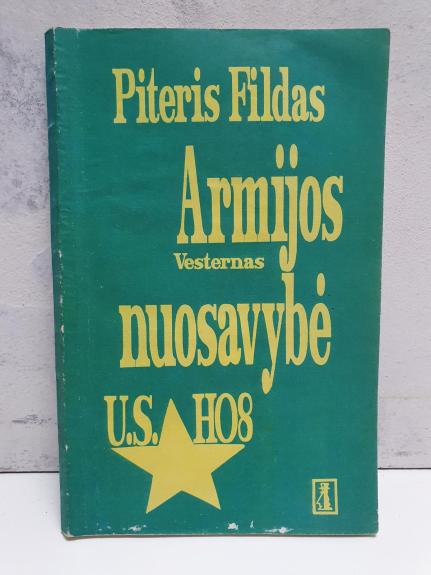 Piteris Fildas
Armijos
Vesternas
nuosavybė
U.S. HO8